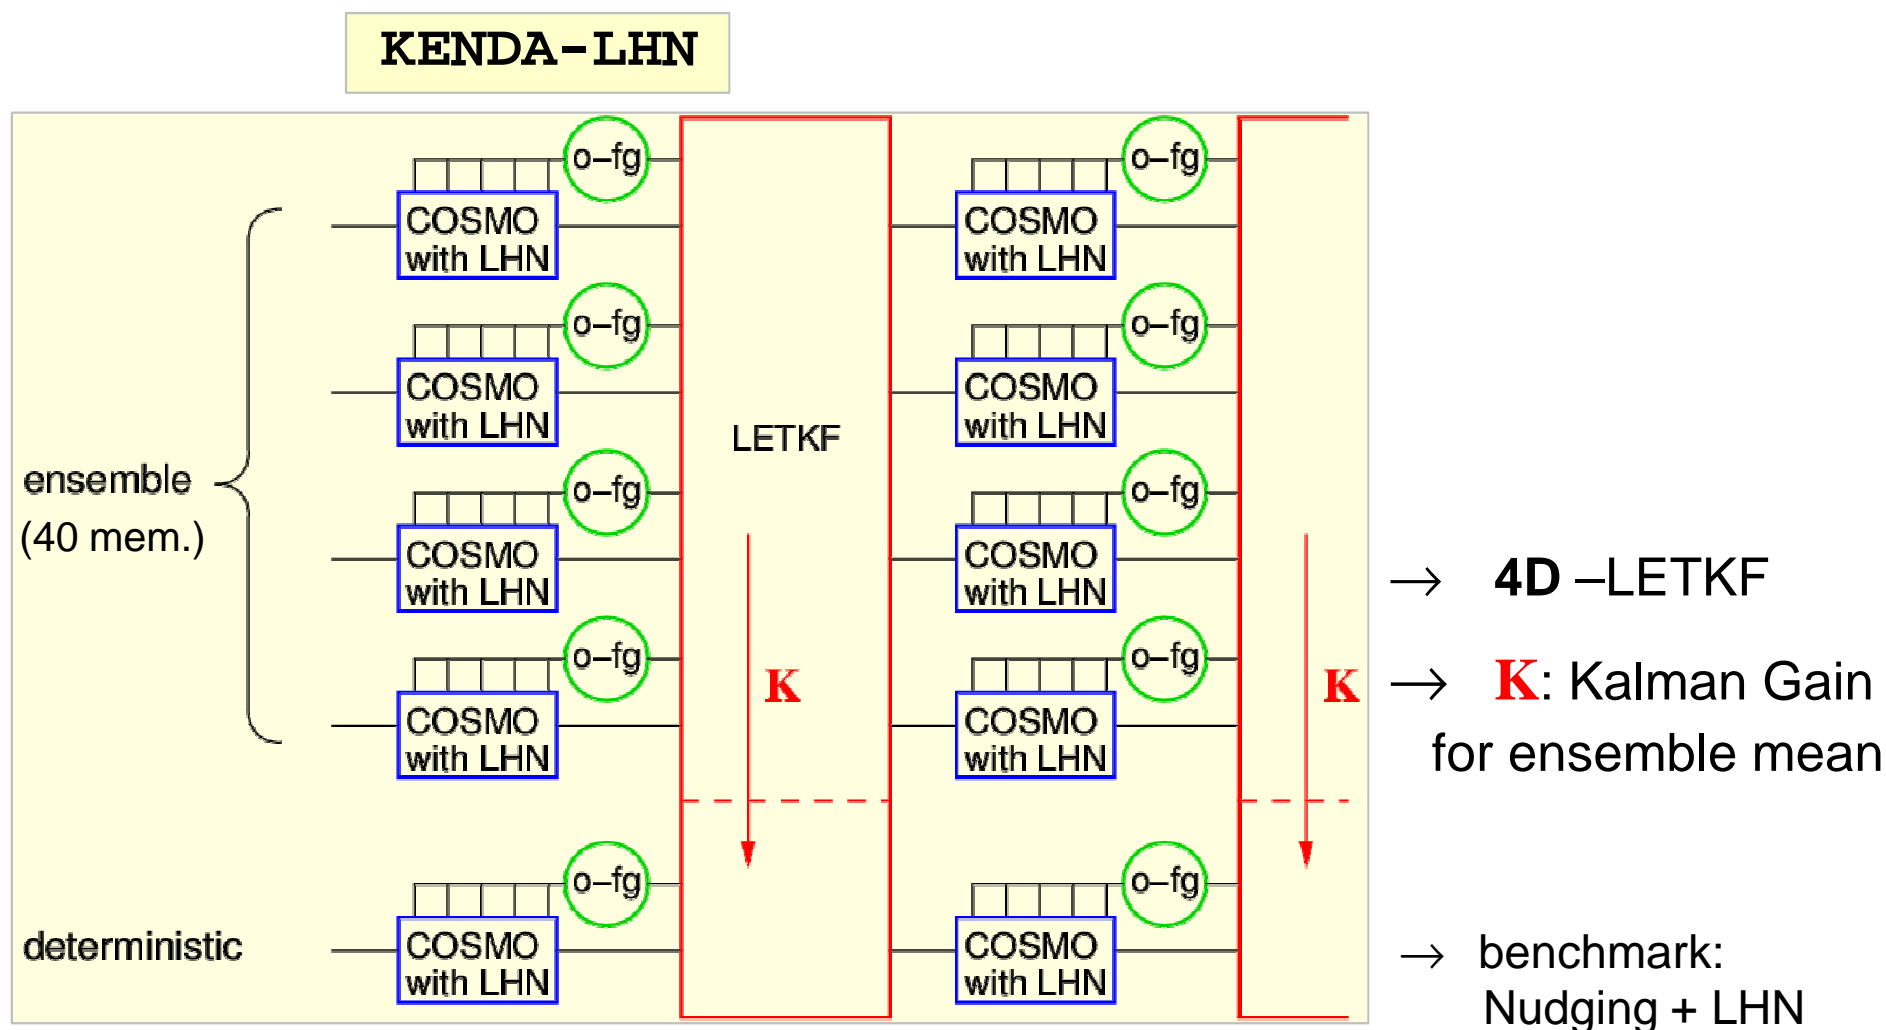 KENDA-LHN
o–fg
o–fg
COSMO
with LHN
COSMO
with LHN
o–fg
o–fg
COSMO
with LHN
COSMO
with LHN
LETKF
ensemble
(40 mem.)
o–fg
o–fg
COSMO
with LHN
COSMO
with LHN
→ 4D –LETKF
o–fg
o–fg
COSMO
with LHN
COSMO
with LHN
K
K
→ K: Kalman Gain
for ensemble mean
o–fg
o–fg
deterministic
COSMO
with LHN
COSMO
with LHN
→ benchmark:
Nudging + LHN